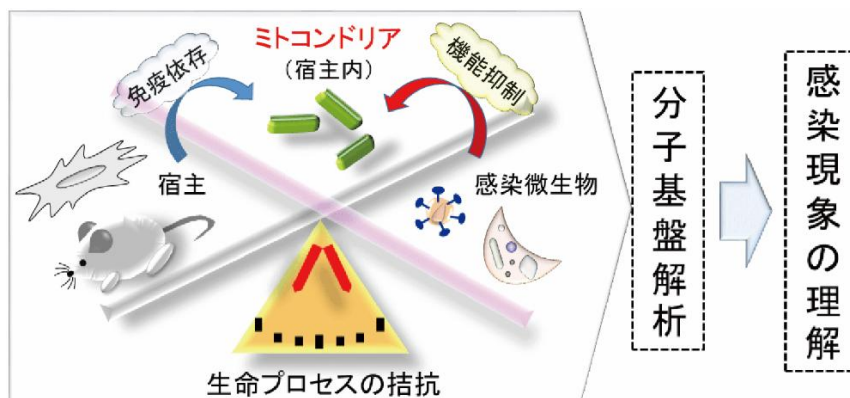 ミトコンドリア
(宿主内)
免疫依存
機能抑制
宿主
感染微生物
生命プロセスの拮抗
分子基盤解析
感染現象の理解